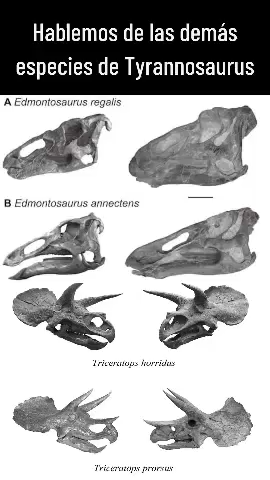 Hablemos de las demás
especies de Tyrannosaurus
A Edmontosaurus regalis
B Edmontosaurus annectens
Triceratops horridus
Triceratops prorsus